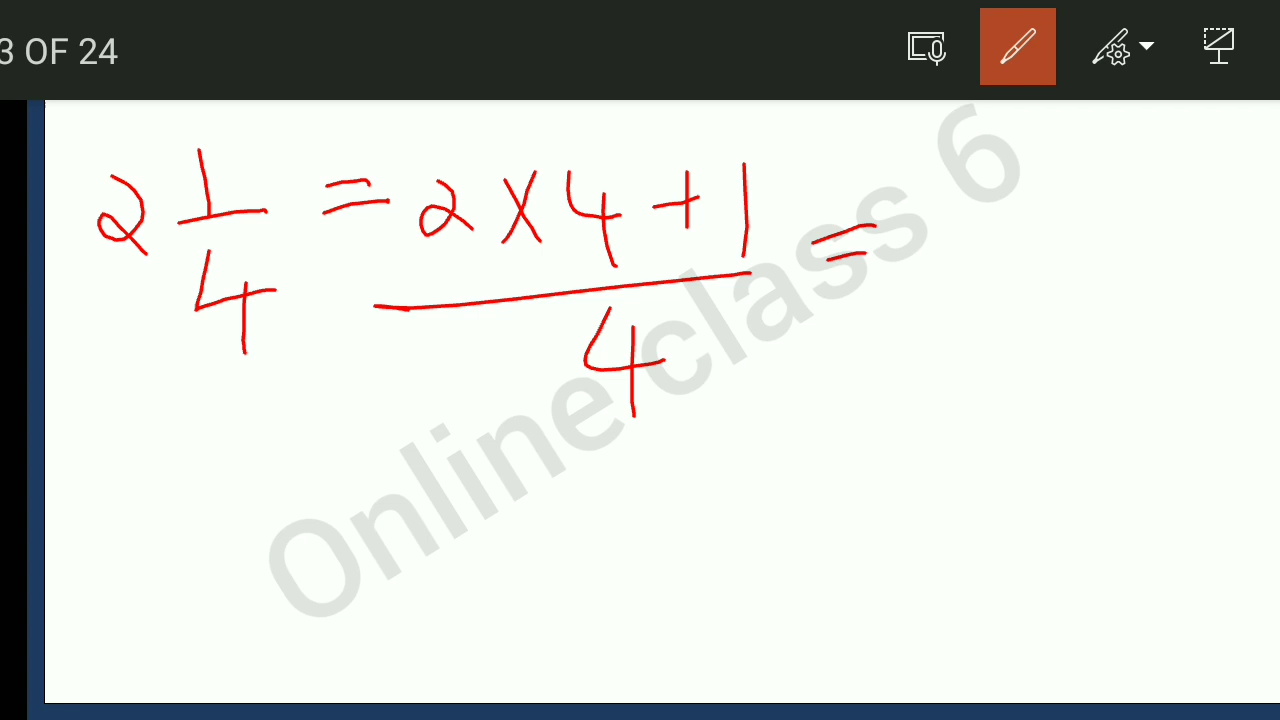 3 OF 24
2 1/4 = (2 × 4 + 1)/4 =
Online class 6